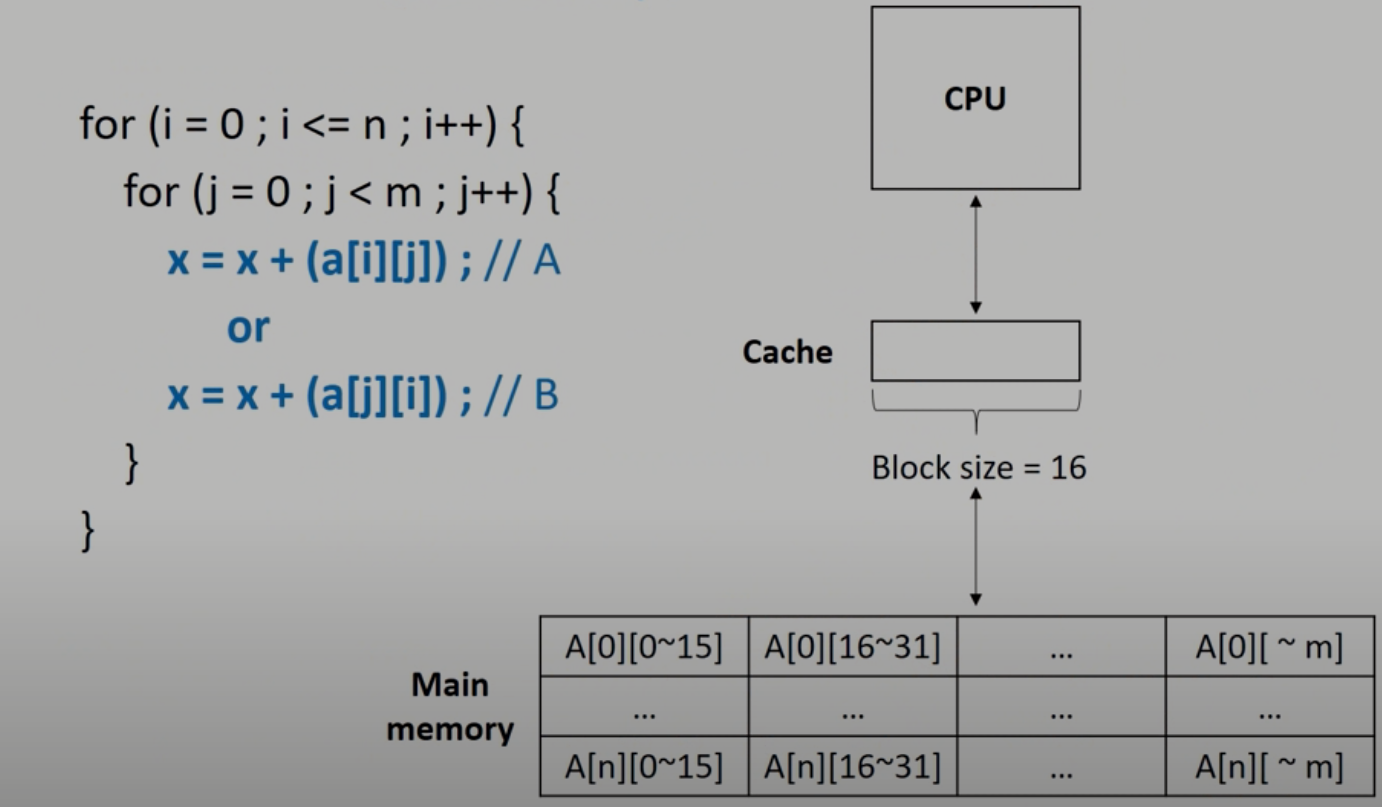 for (i = 0 ; i <= n ; i++) {
for (j = 0 ; j < m ; j++) {
x = x + (a[i][j]) ; // A
or
x = x + (a[j][i]) ; // B
}
}
CPU
Cache
Block size = 16
Main
memory
A[0][0~15] A[0][16~31] ... A[0][ ~ m]
... ... ... ...
A[n][0~15] A[n][16~31] ... A[n][ ~ m]